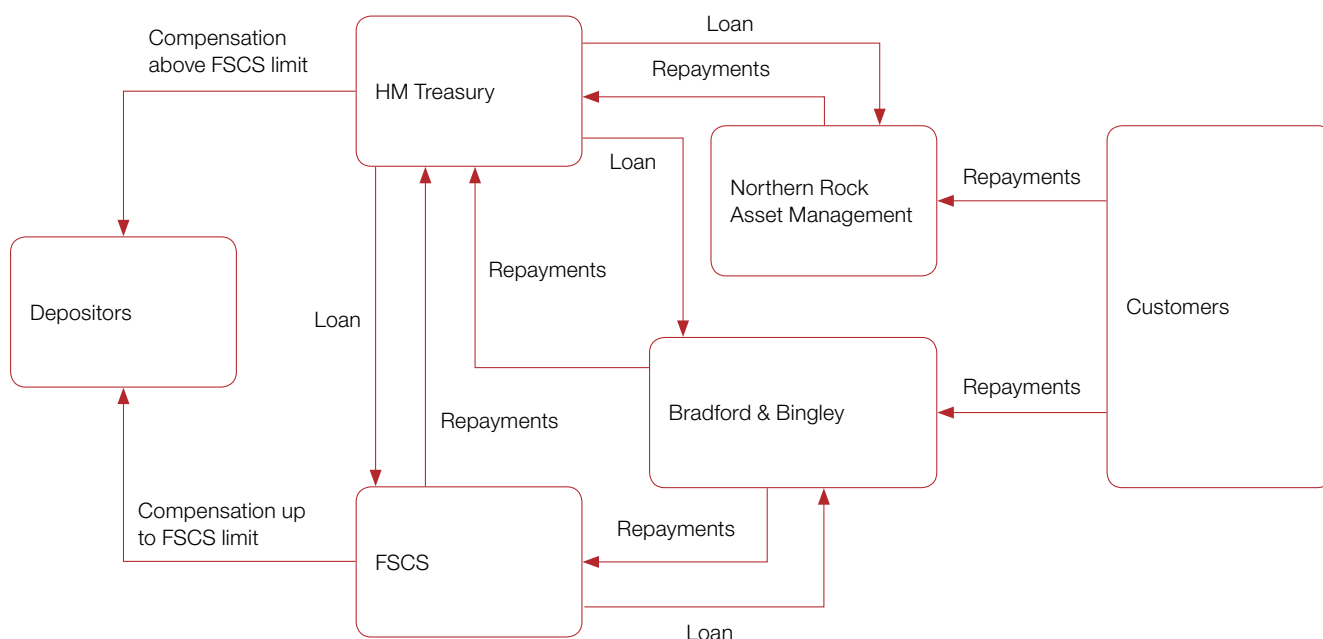 Loan
Compensation
above FSCS limit
Repayments
HM Treasury
Loan
Repayments
Northern Rock
Asset Management
Repayments
Depositors
Customers
Loan
Repayments
Bradford & Bingley
Repayments
Compensation up
to FSCS limit
Repayments
FSCS
Loan